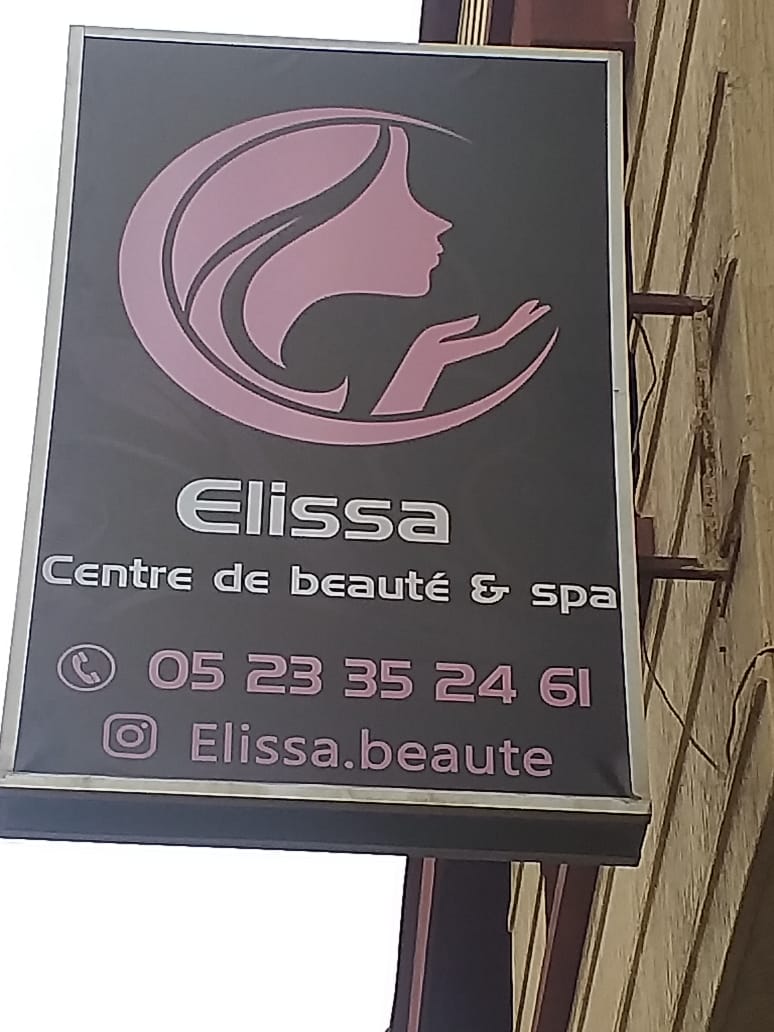 Elissa
Centre de beauté & spa
05 23 35 24 61
Elissa.beaute